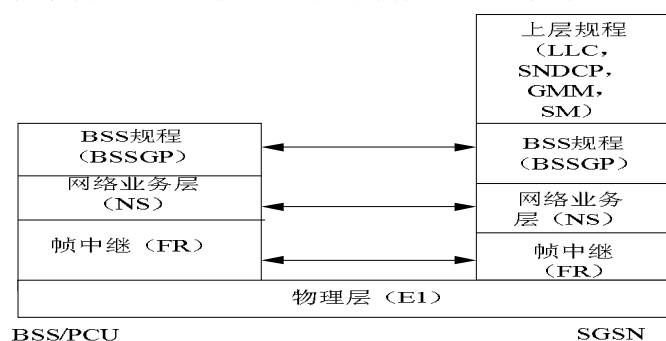 上层规程
（LLC，
SNDCP，
GMM，
SM）
BSS规程
（BSSGP）
网络业务层
（NS）
帧中继（FR）
BSS规程
（BSSGP）
网络业务
层（NS）
帧中继
（FR）
物理层（E1）
BSS/PCU
SGSN